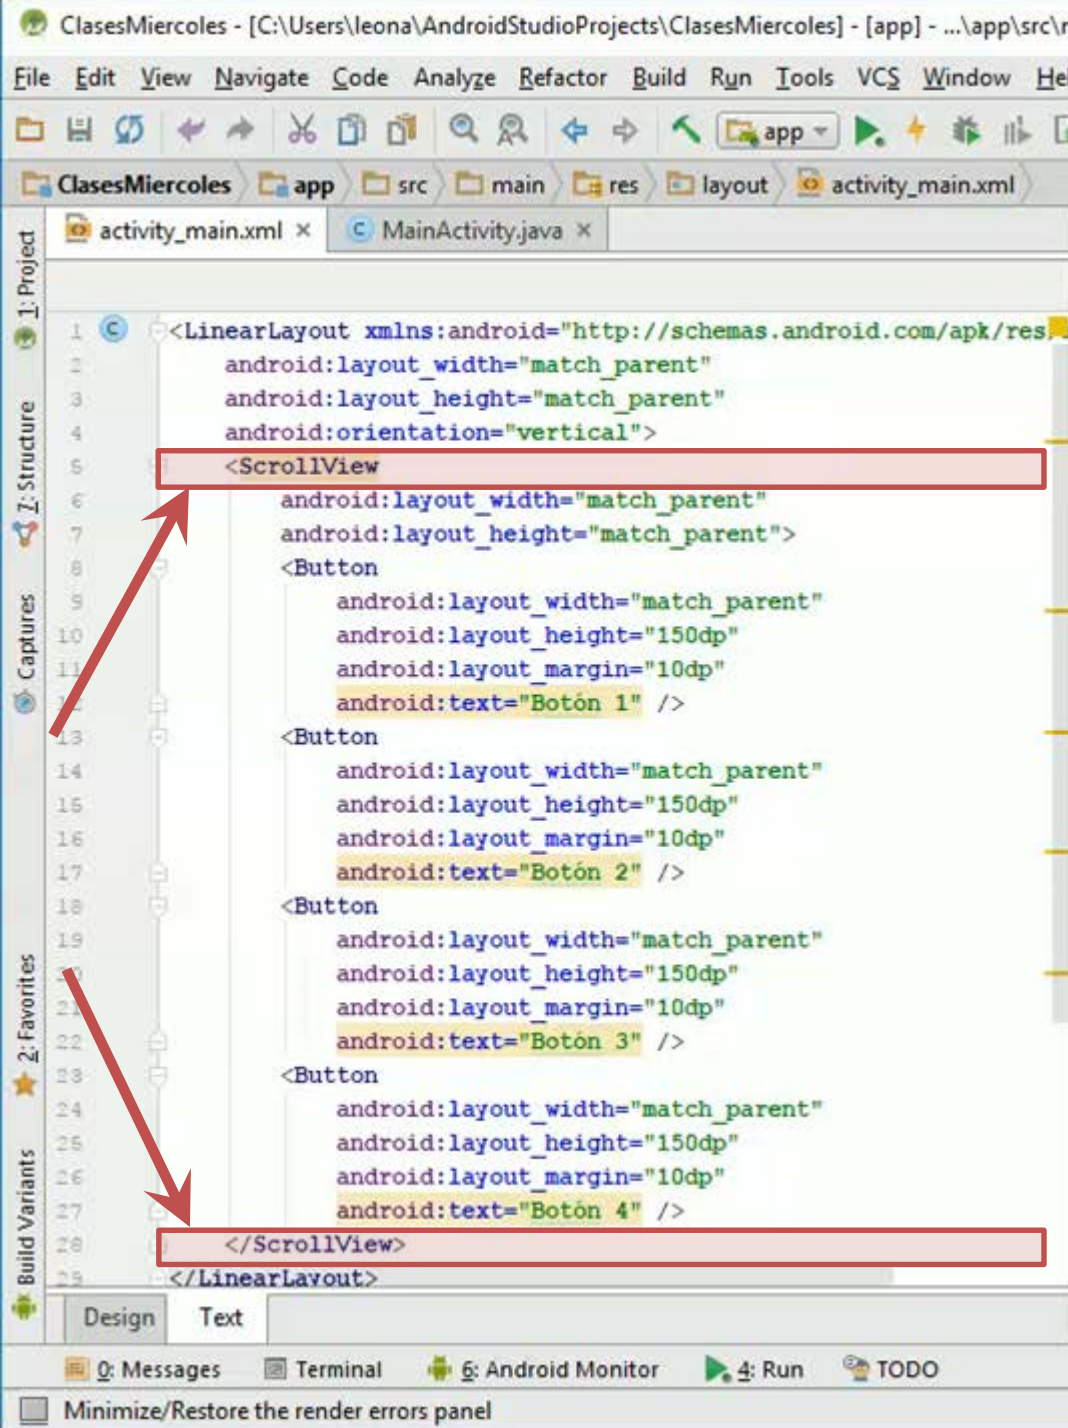 ClasesMiercoles - [C:\Users\leona\AndroidStudioProjects\ClasesMiercoles] - [app] - ...\app\src\r
File Edit View Navigate Code Analyze Refactor Build Run Tools VCS Window Hel
app
ClasesMiercoles app src main res layout activity_main.xml
activity_main.xml MainActivity.java
1: Project
7: Structure
Captures
2: Favorites
Build Variants
1 <LinearLayout xmlns:android="http://schemas.android.com/apk/res
2 android:layout_width="match_parent"
3 android:layout_height="match_parent"
4 android:orientation="vertical">
5 <ScrollView
6 android:layout_width="match_parent"
7 android:layout_height="match_parent">
8 <Button
9 android:layout_width="match_parent"
10 android:layout_height="150dp"
11 android:layout_margin="10dp"
12 android:text="Botón 1" />
13 <Button
14 android:layout_width="match_parent"
15 android:layout_height="150dp"
16 android:layout_margin="10dp"
17 android:text="Botón 2" />
18 <Button
19 android:layout_width="match_parent"
20 android:layout_height="150dp"
21 android:layout_margin="10dp"
22 android:text="Botón 3" />
23 <Button
24 android:layout_width="match_parent"
25 android:layout_height="150dp"
26 android:layout_margin="10dp"
27 android:text="Botón 4" />
28 </ScrollView>
29 </LinearLayout>
Design Text
0: Messages Terminal 6: Android Monitor 4: Run TODO
Minimize/Restore the render errors panel